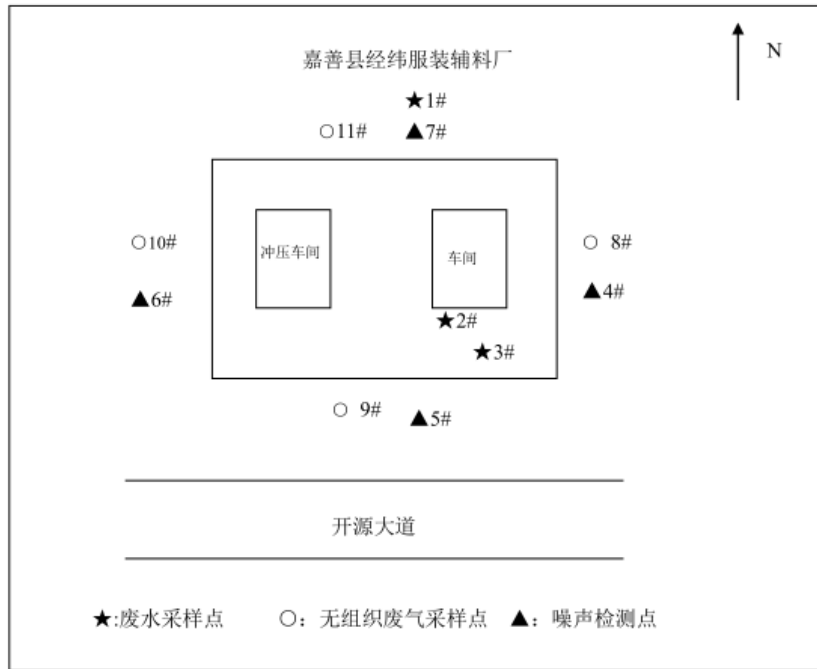 嘉善县经纬服装辅料厂
N
★1#
○11# ▲7#
○10# 冲压车间 车间 ○ 8#
▲6# ▲4#
★2#
★3#
○ 9# ▲5#
开源大道
★:废水采样点 ○：无组织废气采样点 ▲：噪声检测点